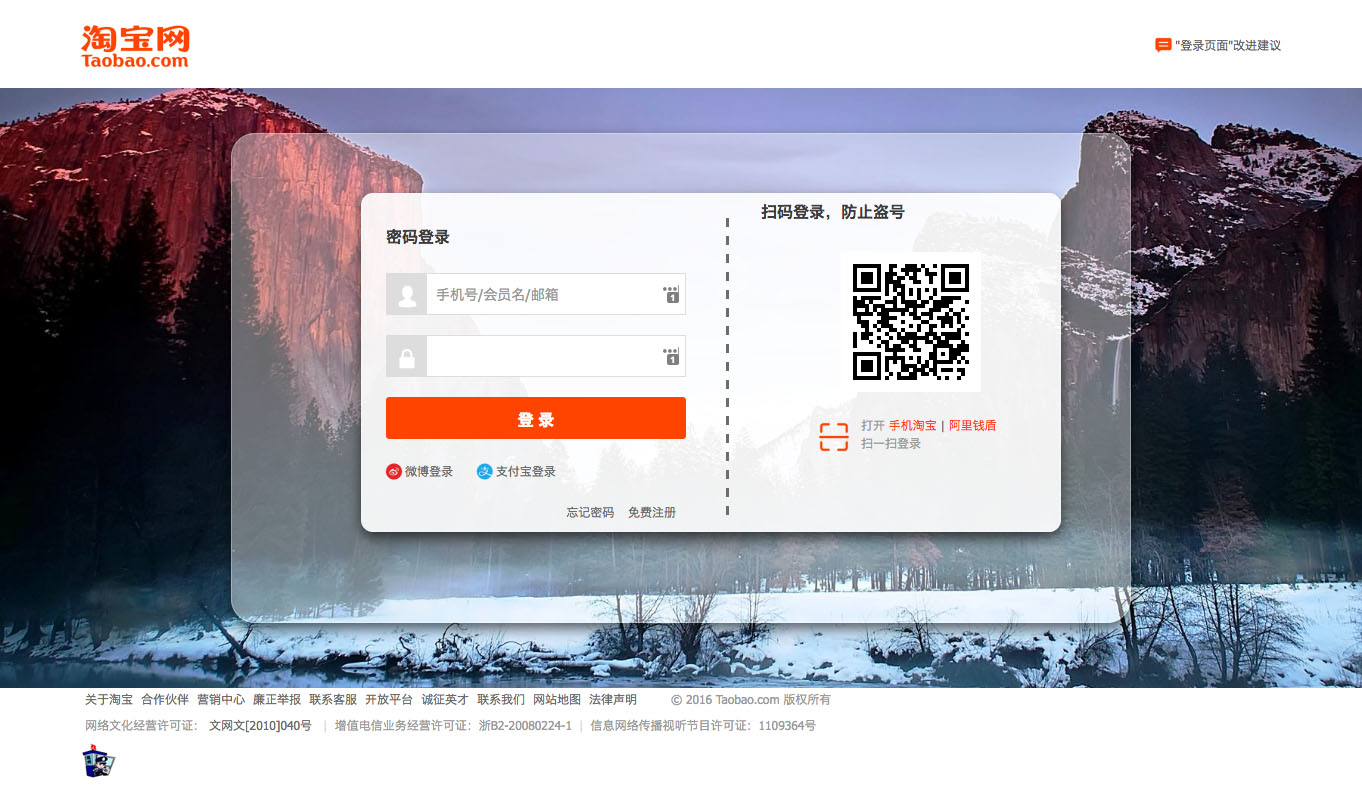 淘宝网
Taobao.com
"登录页面"改进建议
密码登录
手机号/会员名/邮箱
1
1
登 录
微博登录 支付宝登录
忘记密码 免费注册
扫码登录，防止盗号
打开 手机淘宝 | 阿里钱盾
扫一扫登录
关于淘宝 合作伙伴 营销中心 廉正举报 联系客服 开放平台 诚征英才 联系我们 网站地图 法律声明 © 2016 Taobao.com 版权所有
网络文化经营许可证： 文网文[2010]040号 | 增值电信业务经营许可证：浙B2-20080224-1 | 信息网络传播视听节目许可证：1109364号